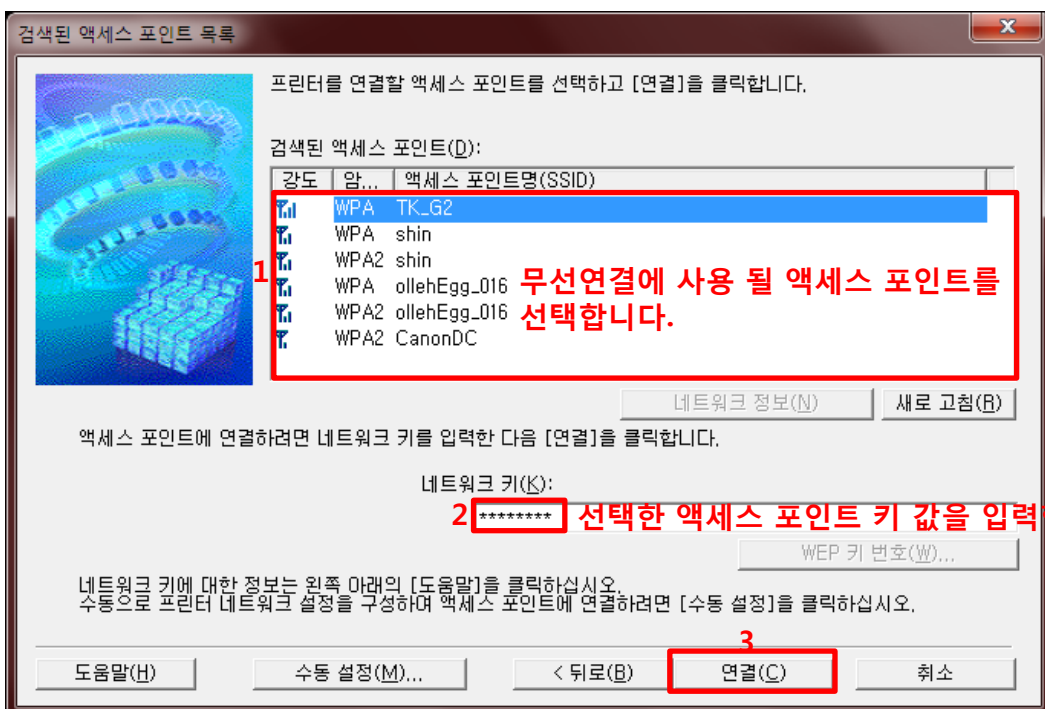 검색된 액세스 포인트 목록
프린터를 연결할 액세스 포인트를 선택하고 [연결]을 클릭합니다.
검색된 액세스 포인트(D):
강도 암... 액세스 포인트명(SSID)
WPA TK_G2
WPA shin
1
WPA2 shin
WPA ollehEgg_016
WPA2 ollehEgg_016
WPA2 CanonDC
무선연결에 사용 될 액세스 포인트를
선택합니다.
네트워크 정보(N) 새로 고침(R)
액세스 포인트에 연결하려면 네트워크 키를 입력한 다음 [연결]을 클릭합니다.
네트워크 키(K):
2 ******** 선택한 액세스 포인트 키 값을 입력
WEP 키 번호(W)...
네트워크 키에 대한 정보는 왼쪽 아래의 [도움말]을 클릭하십시오.
수동으로 프린터 네트워크 설정을 구성하여 액세스 포인트에 연결하려면 [수동 설정]을 클릭하십시오.
3
도움말(H) 수동 설정(M)... < 뒤로(B) 연결(C) 취소